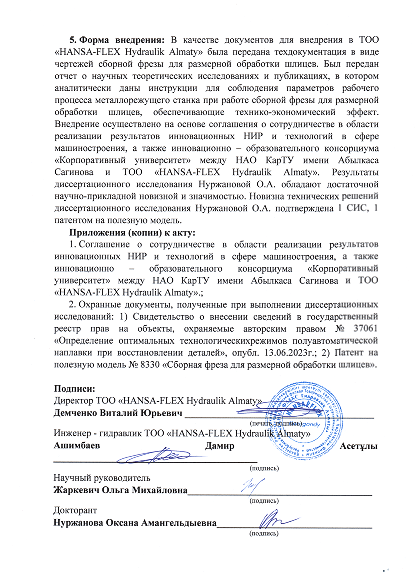 5. Форма внедрения: В качестве документов для внедрения в ТОО
«HANSA-FLEX Hydraulik Almaty» была передана техдокументация в виде
чертежей сборной фрезы для размерной обработки шлицев. Был передан
отчет о научных теоретических исследованиях и публикациях, в котором
аналитически даны инструкции для соблюдения параметров рабочего
процесса металлорежущего станка при работе сборной фрезы для размерной
обработки шлицев, обеспечивающие технико-экономический эффект.
Внедрение осуществлено на основе соглашения о сотрудничестве в области
реализации результатов инновационных НИР и технологий в сфере
машиностроения, а также инновационно – образовательного консорциума
«Корпоративный университет» между НАО КарТУ имени Абылкаса
Сагинова и ТОО «HANSA-FLEX Hydraulik Almaty». Результаты
диссертационного исследования Нуржановой О.А. обладают достаточной
научно-прикладной новизной и значимостью. Новизна технических решений
диссертационного исследования Нуржановой О.А. подтверждена 1 СИС, 1
патентом на полезную модель.
Приложения (копии) к акту:
1. Соглашение о сотрудничестве в области реализации результатов
инновационных НИР и технологий в сфере машиностроения, а также
инновационно – образовательного консорциума «Корпоративный
университет» между НАО КарТУ имени Абылкаса Сагинова и ТОО
«HANSA-FLEX Hydraulik Almaty».;
2. Охранные документы, полученные при выполнении диссертационных
исследований: 1) Свидетельство о внесении сведений в государственный
реестр прав на объекты, охраняемые авторским правом № 37061
«Определение оптимальных технологическихрежимов полуавтоматической
наплавки при восстановлении деталей», опубл. 13.06.2023г.; 2) Патент на
полезную модель № 8330 «Сборная фреза для размерной обработки шлицев».
Подписи:
Директор ТОО «HANSA-FLEX Hydraulik Almaty»
Демченко Виталий Юрьевич
(печать, подпись)
Инженер - гидравлик ТОО «HANSA-FLEX Hydraulik Almaty»
Ашимбаев Дамир Асетұлы
(подпись)
Научный руководитель
Жаркевич Ольга Михайловна
(подпись)
Докторант
Нуржанова Оксана Амангельдыевна
(подпись)